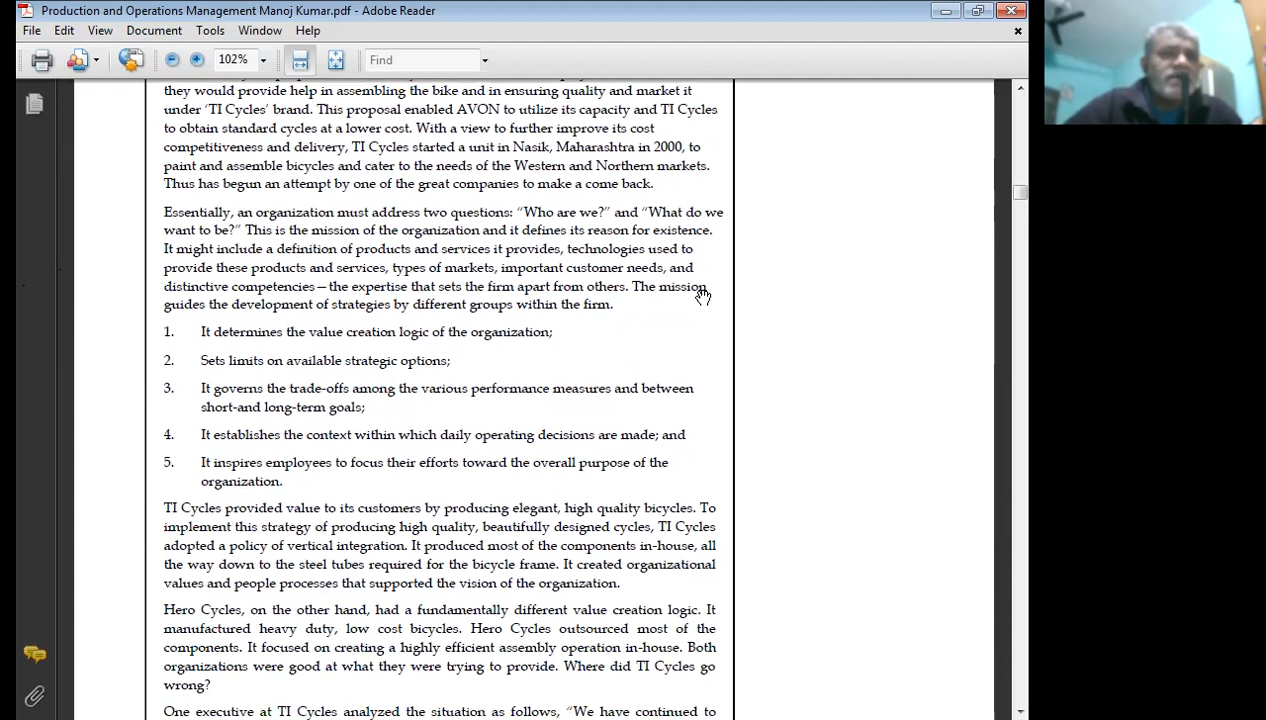 Production and Operations Management Manoj Kumar.pdf - Adobe Reader
File Edit View Document Tools Window Help
102% Find
they would provide help in assembling the bike and in ensuring quality and market it
under ‘TI Cycles’ brand. This proposal enabled AVON to utilize its capacity and TI Cycles
to obtain standard cycles at a lower cost. With a view to further improve its cost
competitiveness and delivery, TI Cycles started a unit in Nasik, Maharashtra in 2000, to
paint and assemble bicycles and cater to the needs of the Western and Northern markets.
Thus has begun an attempt by one of the great companies to make a come back.
Essentially, an organization must address two questions: “Who are we?” and “What do we
want to be?” This is the mission of the organization and it defines its reason for existence.
It might include a definition of products and services it provides, technologies used to
provide these products and services, types of markets, important customer needs, and
distinctive competencies—the expertise that sets the firm apart from others. The mission
guides the development of strategies by different groups within the firm.
1. It determines the value creation logic of the organization;
2. Sets limits on available strategic options;
3. It governs the trade-offs among the various performance measures and between
short-and long-term goals;
4. It establishes the context within which daily operating decisions are made; and
5. It inspires employees to focus their efforts toward the overall purpose of the
organization.
TI Cycles provided value to its customers by producing elegant, high quality bicycles. To
implement this strategy of producing high quality, beautifully designed cycles, TI Cycles
adopted a policy of vertical integration. It produced most of the components in-house, all
the way down to the steel tubes required for the bicycle frame. It created organizational
values and people processes that supported the vision of the organization.
Hero Cycles, on the other hand, had a fundamentally different value creation logic. It
manufactured heavy duty, low cost bicycles. Hero Cycles outsourced most of the
components. It focused on creating a highly efficient assembly operation in-house. Both
organizations were good at what they were trying to provide. Where did TI Cycles go
wrong?
One executive at TI Cycles analyzed the situation as follows, “We have continued to